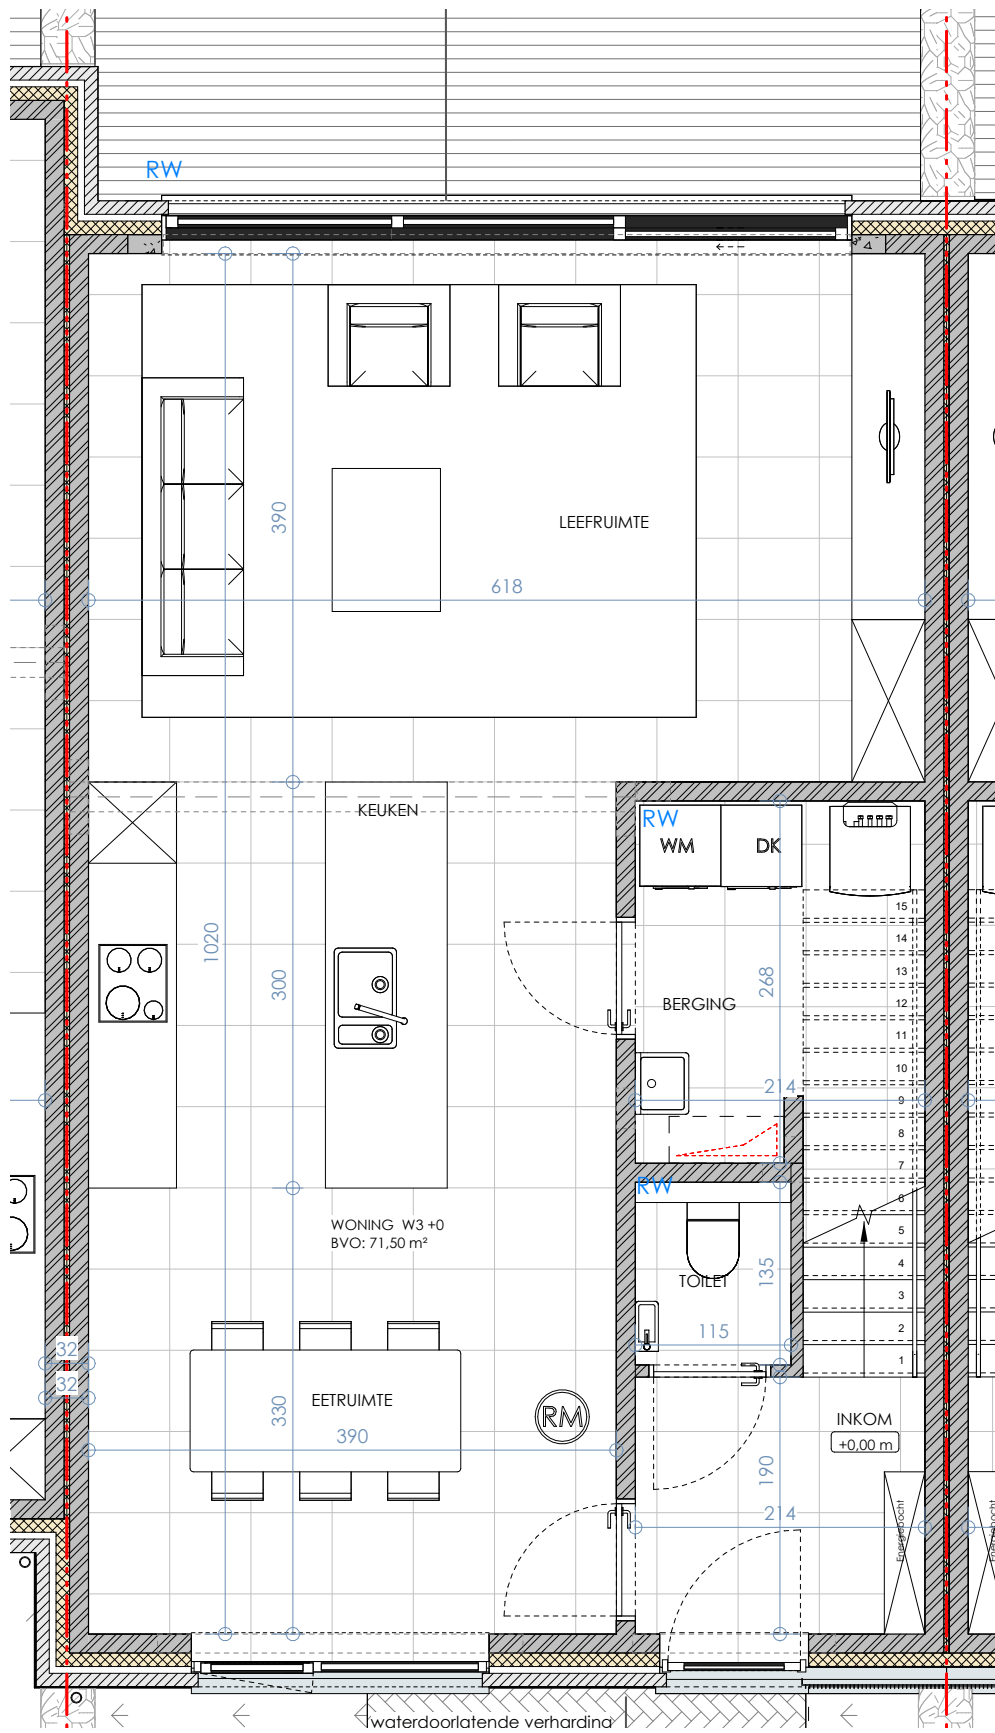 RW
390
LEEFRUIMTE
618
KEUKEN
RW
WM
DK
15
14
13
12
11
10
9
8
7
6
5
4
3
2
1
1020
300
268
BERGING
214
RW
WONING W3 +0
BVO: 71,50 m²
135
TOILET
115
32
32
330
EETRUIMTE
390
RM
INKOM
+0,00 m
190
214
Energiebocht
Energiebocht
waterdoorlatende verharding